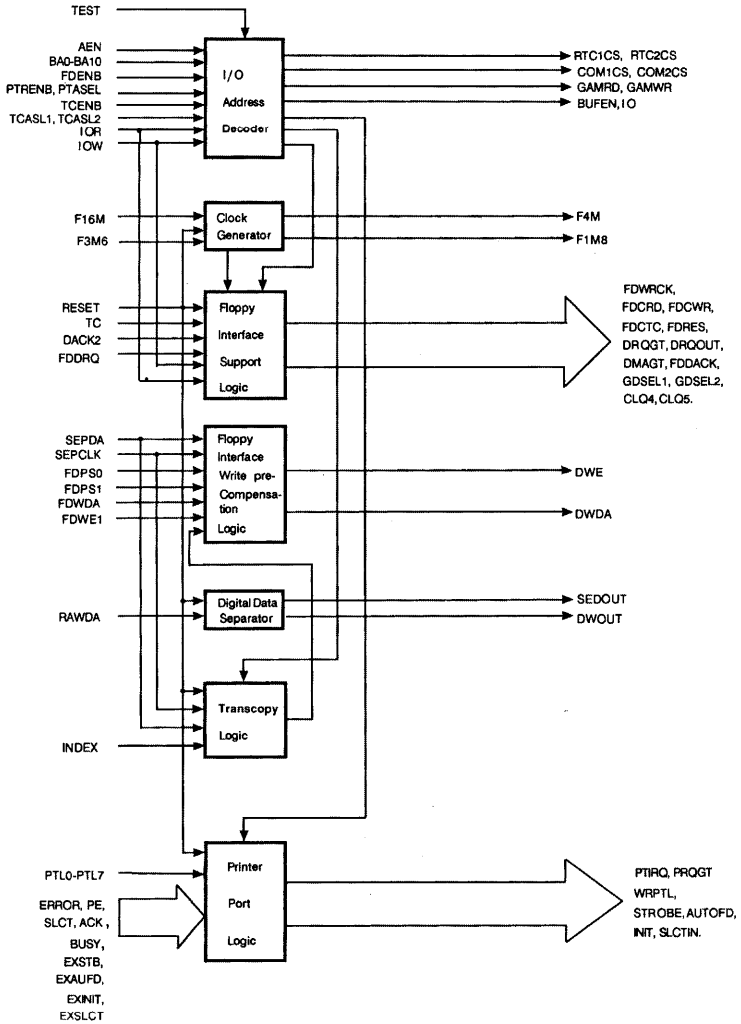 TEST
AEN
BA0-BA10
FDENB
PTRENB, PTASEL
TCENB
TCASL1, TCASL2
IOR
IOW
I/O
Address
Decoder
RTC1CS, RTC2CS
COM1CS, COM2CS
GAMRD, GAMWR
BUFEN,IO
F16M
F3M6
Clock
Generator
F4M
F1M8
RESET
TC
DACK2
FDDRQ
Floppy
Interface
Support
Logic
FDWRCK,
FDCRD, FDCWR,
FDCTC, FDRES,
DRQGT, DRQOUT,
DMAGT, FDDACK,
GDSEL1, GDSEL2,
CLQ4,CLQ5.
SEPDA
SEPCLK
FDPS0
FDPS1
FDWDA
FDWE1
Floppy
Interface
Write pre-
Compensa-
tion
Logic
DWE
DWDA
RAWDA
Digital Data
Separator
SEDOUT
DWOUT
INDEX
Transcopy
Logic
PTL0-PTL7
ERROR, PE,
SLCT, ACK ,
BUSY,
EXSTB,
EXAUFD,
EXINIT,
EXSLCT
Printer
Port
Logic
PTIRQ, PRQGT
WRPTL,
STROBE,AUTOFD,
INIT, SLCTIN.